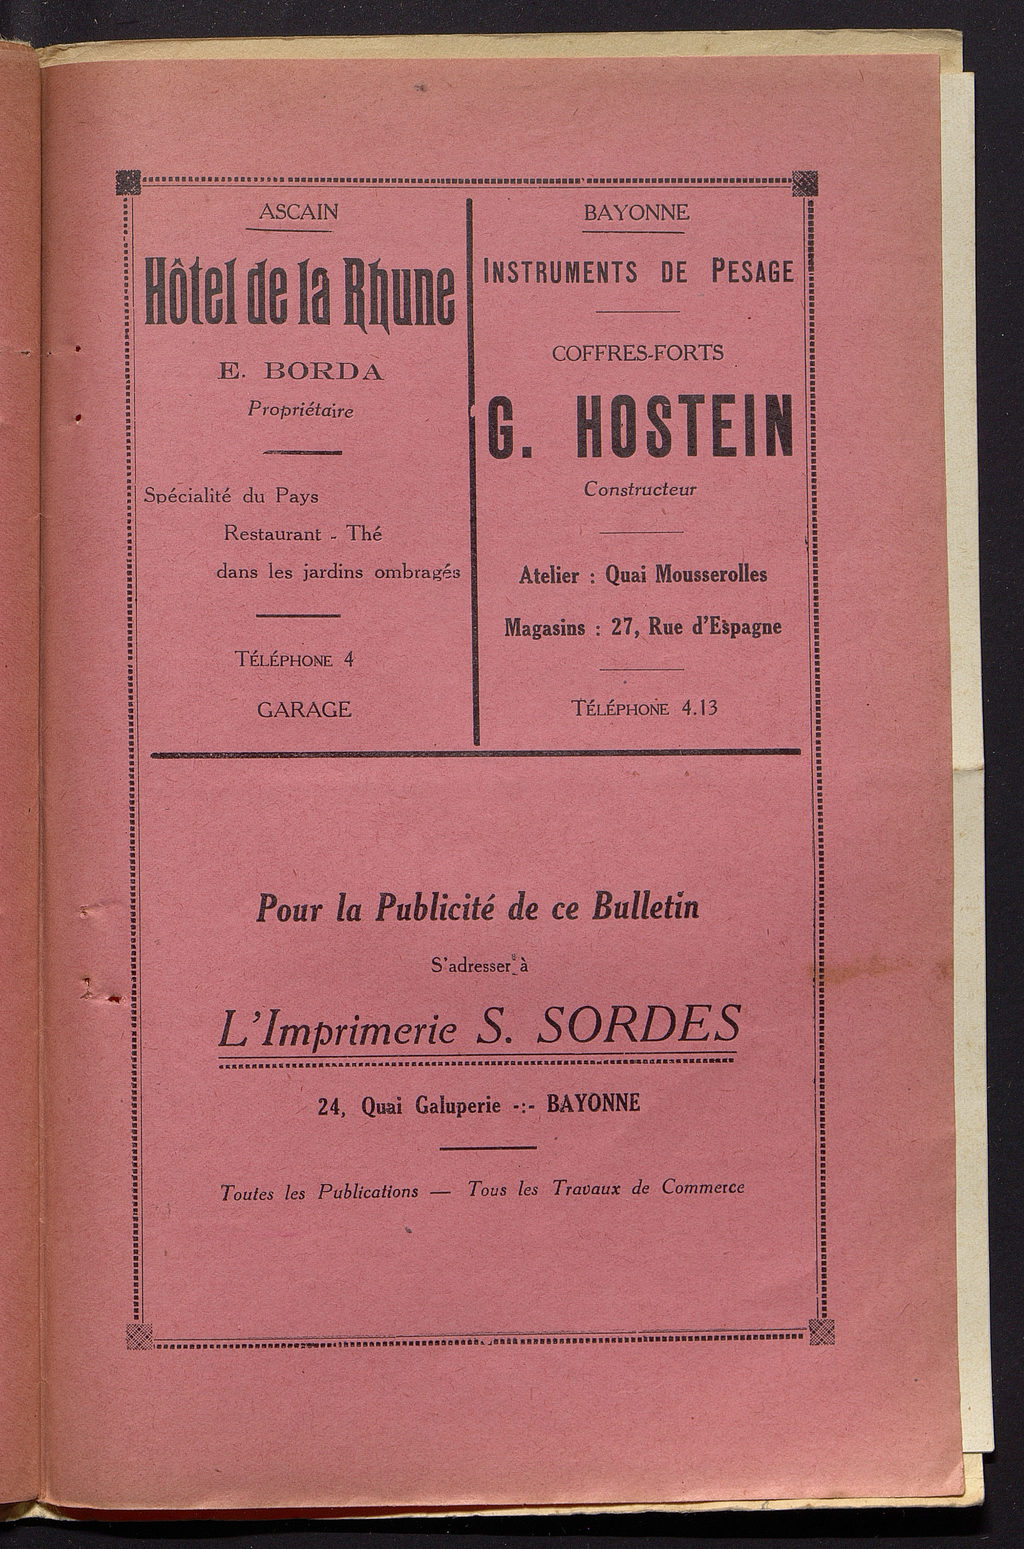 ASCAIN
Hôtel de la Rhune
E. BORDA
Propriétaire
Spécialité du Pays
Restaurant - Thé
dans les jardins ombragés
TÉLÉPHONE 4
GARAGE
BAYONNE
INSTRUMENTS DE PESAGE
COFFRES-FORTS
G. HOSTEIN
Constructeur
Atelier : Quai Mousserolles
Magasins : 27, Rue d'Espagne
TÉLÉPHONE 4.13
Pour la Publicité de ce Bulletin
S'adresser à
L'Imprimerie S. SORDES
24, Quai Galuperie -:- BAYONNE
Toutes les Publications — Tous les Travaux de Commerce